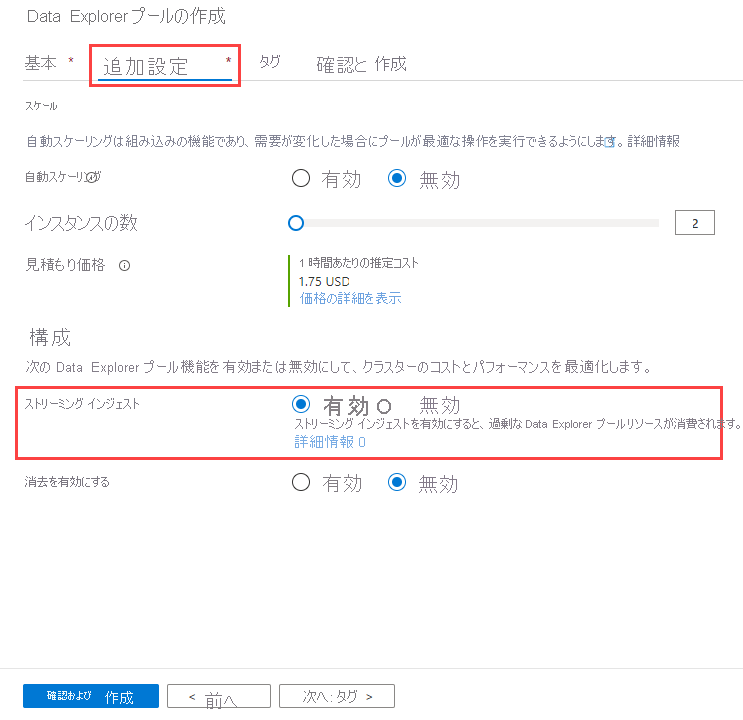 Data Explorerプールの作成
基本 * 追加設定 * タグ 確認と 作成
スケール
自動スケーリングは組み込みの機能であり、需要が変化した場合にプールが最適な操作を実行できるようにします。詳細情報
自動スケーリング 有効 無効
インスタンスの数 2
見積もり価格 1 時間あたりの推定コスト
1.75 USD
価格の詳細を表示
構成
次の Data Explorer プール機能を有効または無効にして、クラスターのコストとパフォーマンスを最適化します。
ストリーミング インジェスト 有効 O 無効
ストリーミング インジェストを有効にすると、過剰な Data Explorer プールリソースが消費されます。
詳細情報 0
消去を有効にする 有効 無効
確認および 作成 < 前へ 次へ: タグ >